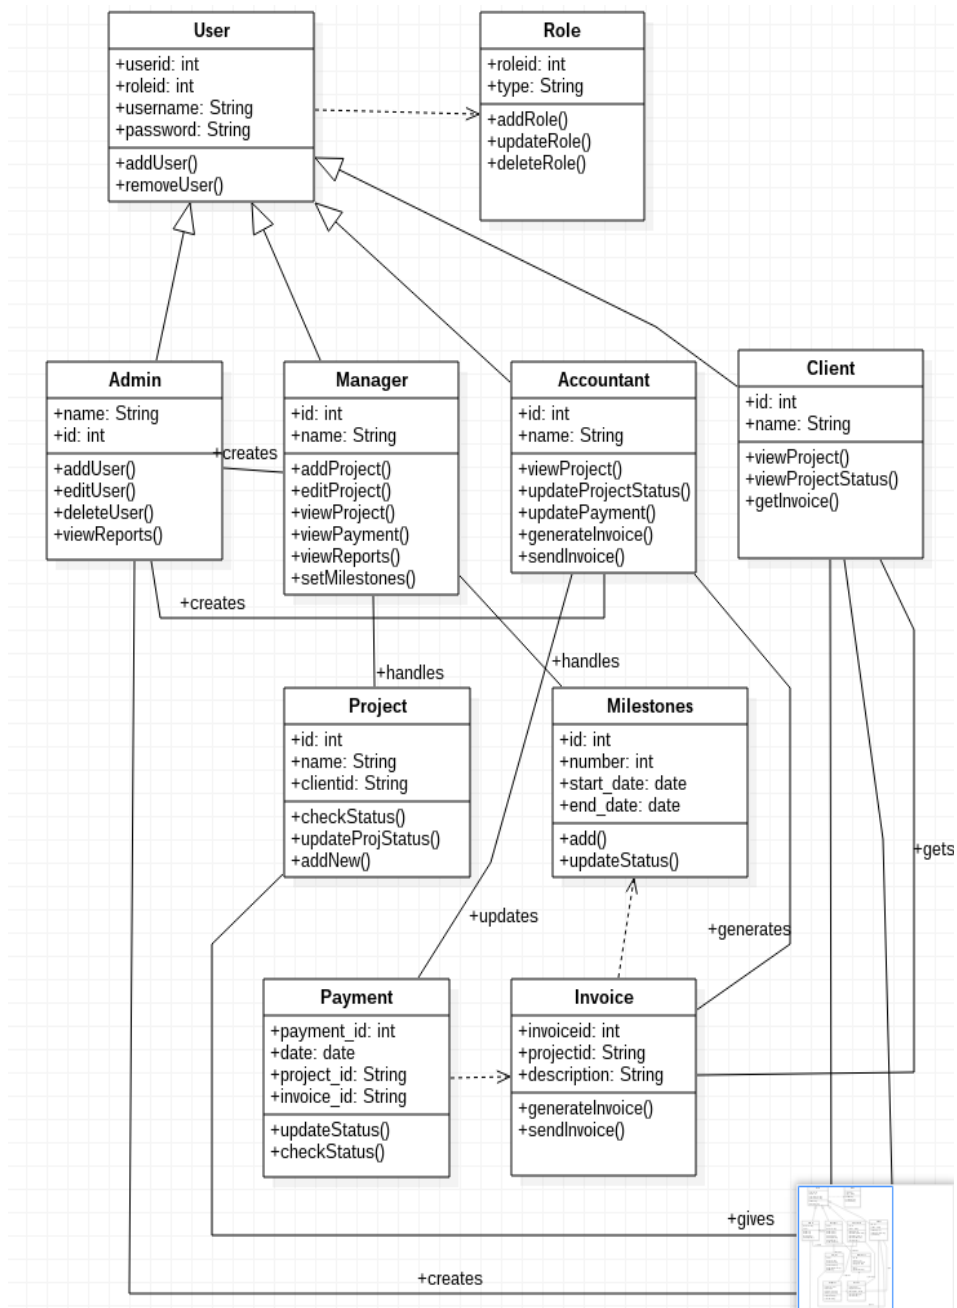 User
+userid: int
+roleid: int
+username: String
+password: String
+addUser()
+removeUser()
Role
+roleid: int
+type: String
+addRole()
+updateRole()
+deleteRole()
Admin
+name: String
+id: int
+addUser()
+editUser()
+deleteUser()
+viewReports()
+creates
Manager
+id: int
+name: String
+addProject()
+editProject()
+viewProject()
+viewPayment()
+viewReports()
+setMilestones()
Accountant
+id: int
+name: String
+viewProject()
+updateProjectStatus()
+updatePayment()
+generateInvoice()
+sendInvoice()
Client
+id: int
+name: String
+viewProject()
+viewProjectStatus()
+getInvoice()
+creates
+handles
+handles
Project
+id: int
+name: String
+clientid: String
+checkStatus()
+updateProjStatus()
+addNew()
Milestones
+id: int
+number: int
+start_date: date
+end_date: date
+add()
+updateStatus()
+gets
+updates
+generates
Payment
+payment_id: int
+date: date
+project_id: String
+invoice_id: String
+updateStatus()
+checkStatus()
Invoice
+invoiceid: int
+projectid: String
+description: String
+generateInvoice()
+sendInvoice()
+gives
+creates